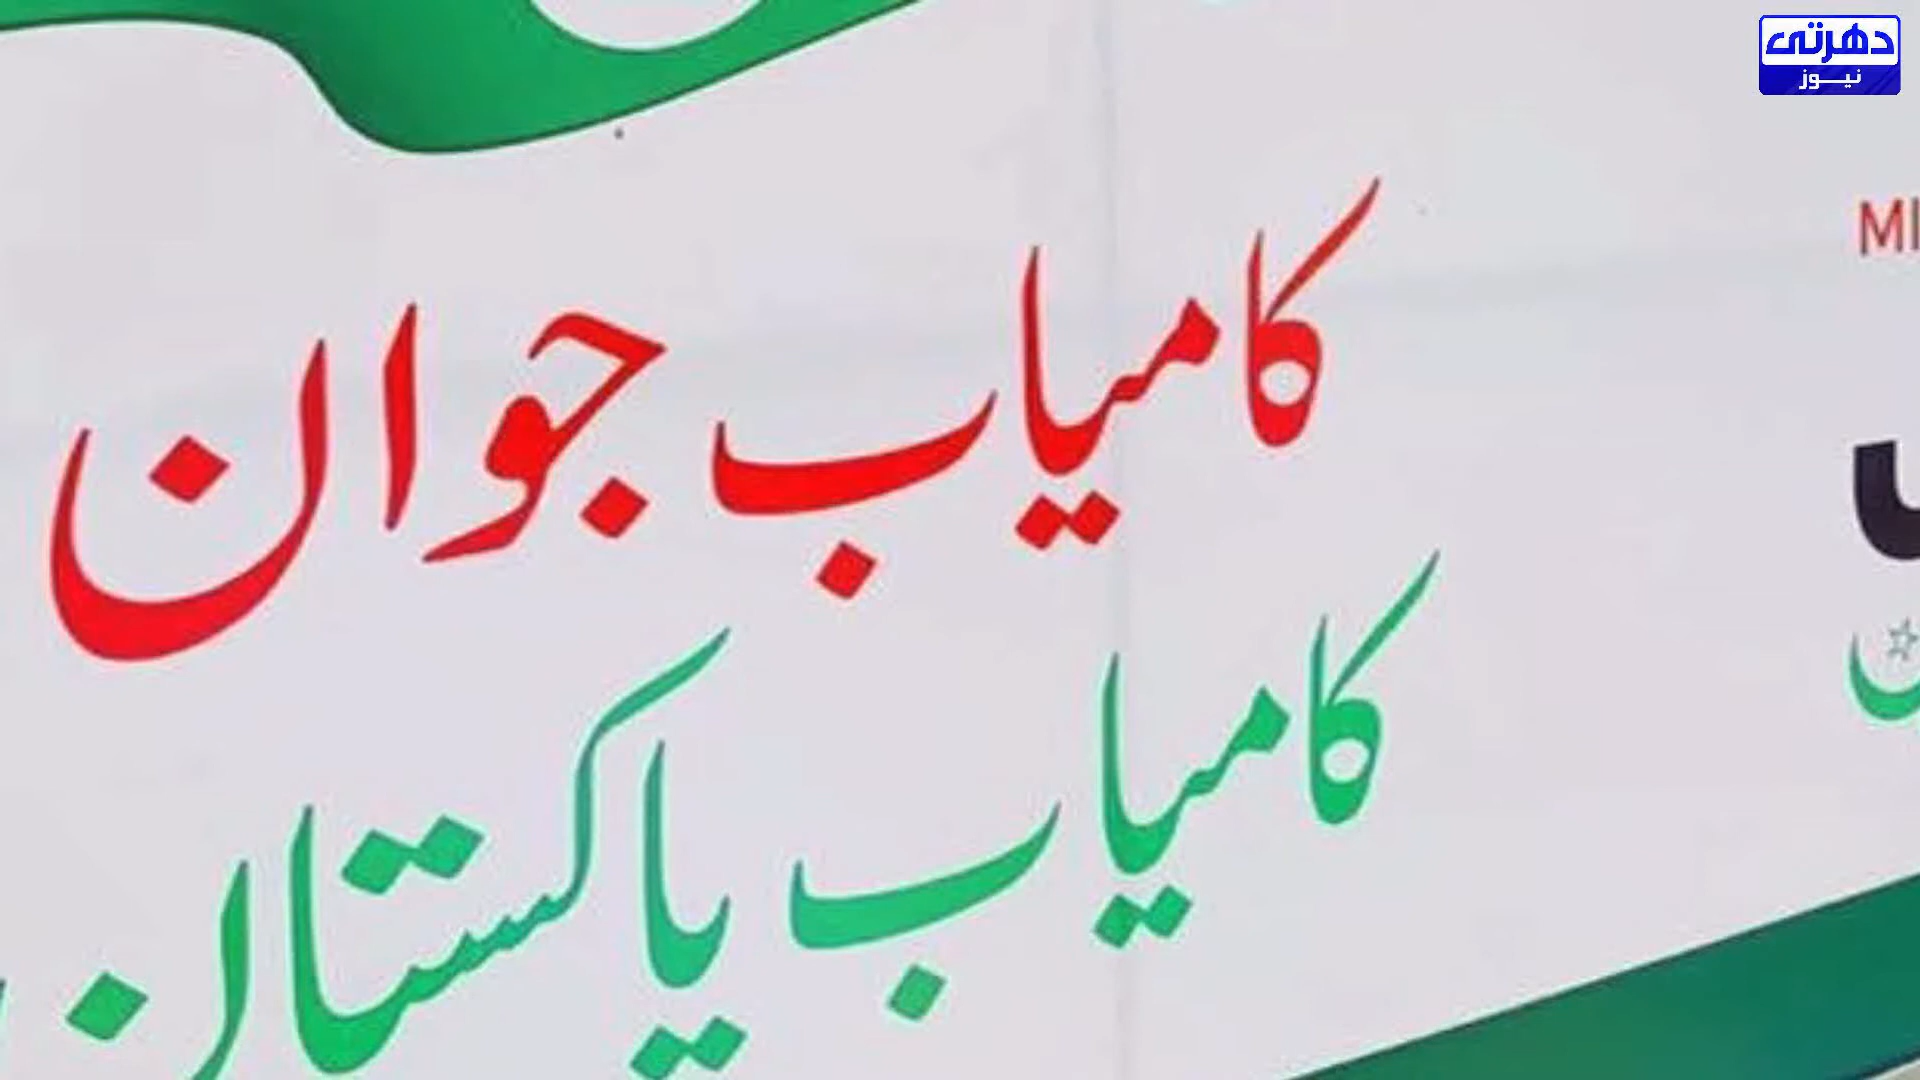 دھرتی
نیوز
کامیاب جوان
کامیاب پاکستان